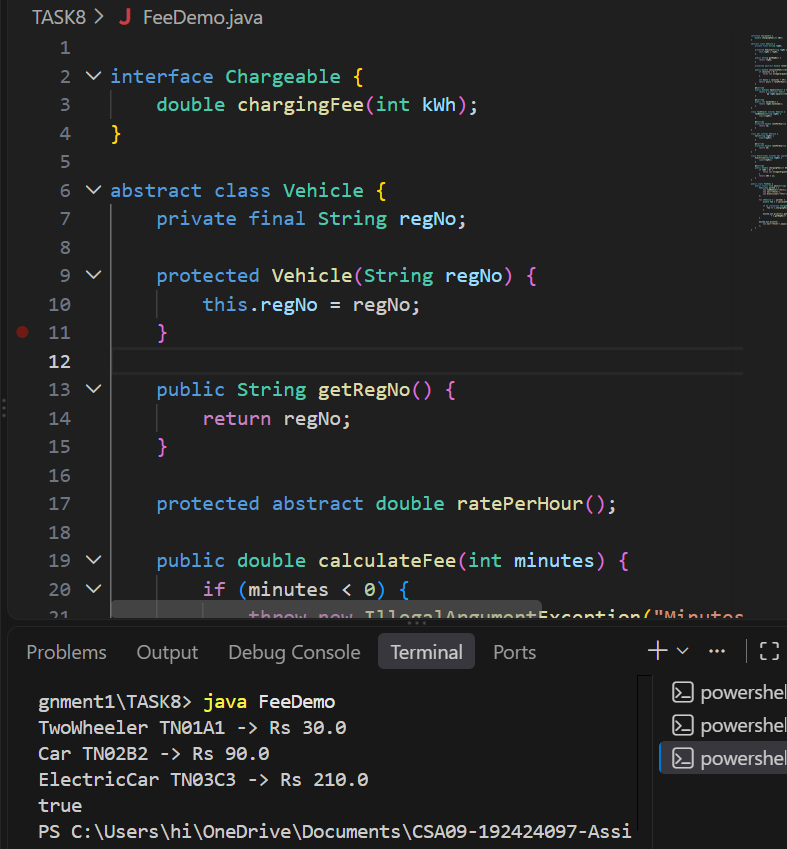 TASK8 > J FeeDemo.java
1
2 interface Chargeable {
3 double chargingFee(int kWh);
4 }
5
6 abstract class Vehicle {
7 private final String regNo;
8
9 protected Vehicle(String regNo) {
10 this.regNo = regNo;
11 }
12
13 public String getRegNo() {
14 return regNo;
15 }
16
17 protected abstract double ratePerHour();
18
19 public double calculateFee(int minutes) {
20 if (minutes < 0) {
21 throw new IllegalArgumentException("Minutes
Problems Output Debug Console Terminal Ports
gnment1\TASK8> java FeeDemo
TwoWheeler TN01A1 -> Rs 30.0
Car TN02B2 -> Rs 90.0
ElectricCar TN03C3 -> Rs 210.0
true
PS C:\Users\hi\OneDrive\Documents\CSA09-192424097-Assi
powershel
powershel
powershel